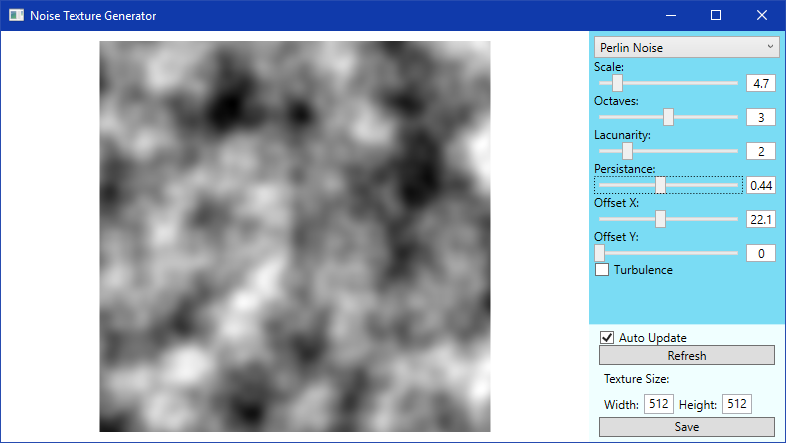 Noise Texture Generator
Perlin Noise
Scale:
4.7
Octaves:
3
Lacunarity:
2
Persistance:
0.44
Offset X:
22.1
Offset Y:
0
Turbulence
Auto Update
Refresh
Texture Size:
Width: 512 Height: 512
Save